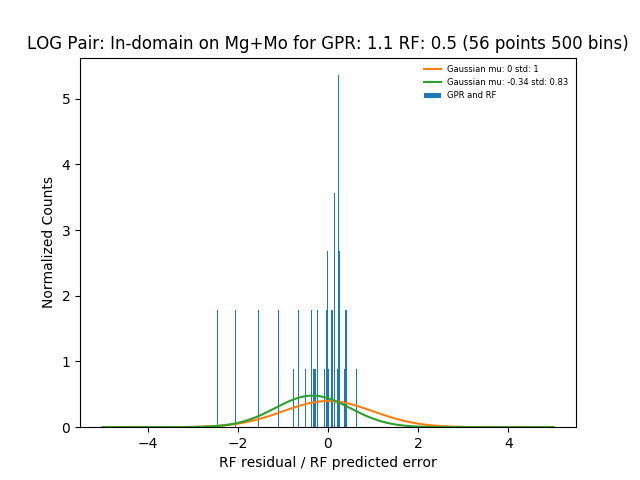 LOG Pair: In-domain on Mg+Mo for GPR: 1.1 RF: 0.5 (56 points 500 bins)
Gaussian mu: 0 std: 1
Gaussian mu: -0.34 std: 0.83
GPR and RF
Normalized Counts
5
4
3
2
1
0
−4 −2 0 2 4
RF residual / RF predicted error